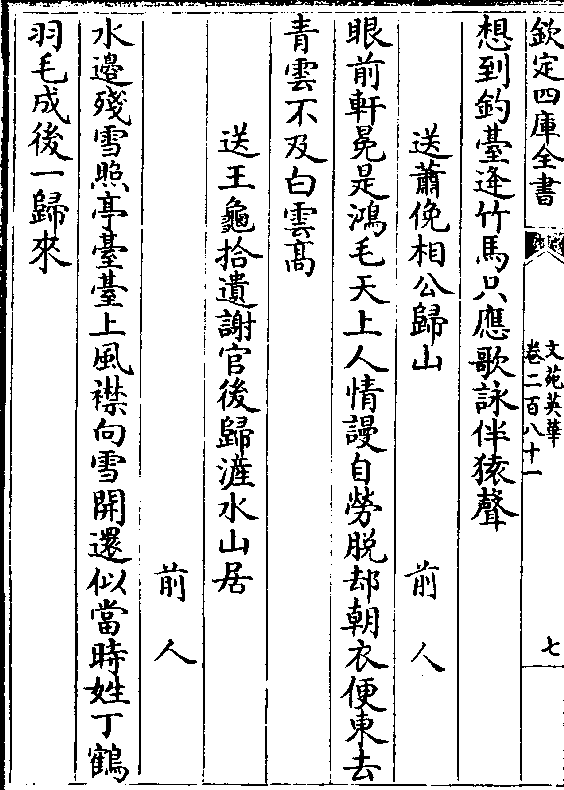 欽定四庫全書
文苑英華
卷二百八十一
七
想到釣臺逢竹馬只應歌詠伴猿聲
送蕭俛相公歸山
前人
眼前軒冕是鴻毛天上人情謾自勞脱却朝衣便東去
青雲不及白雲高
送王龜拾遺謝官後歸滻水山居
前人
水邉殘雪照亭臺臺上風襟向雪開還似當時姓丁鶴
羽毛成後一歸來